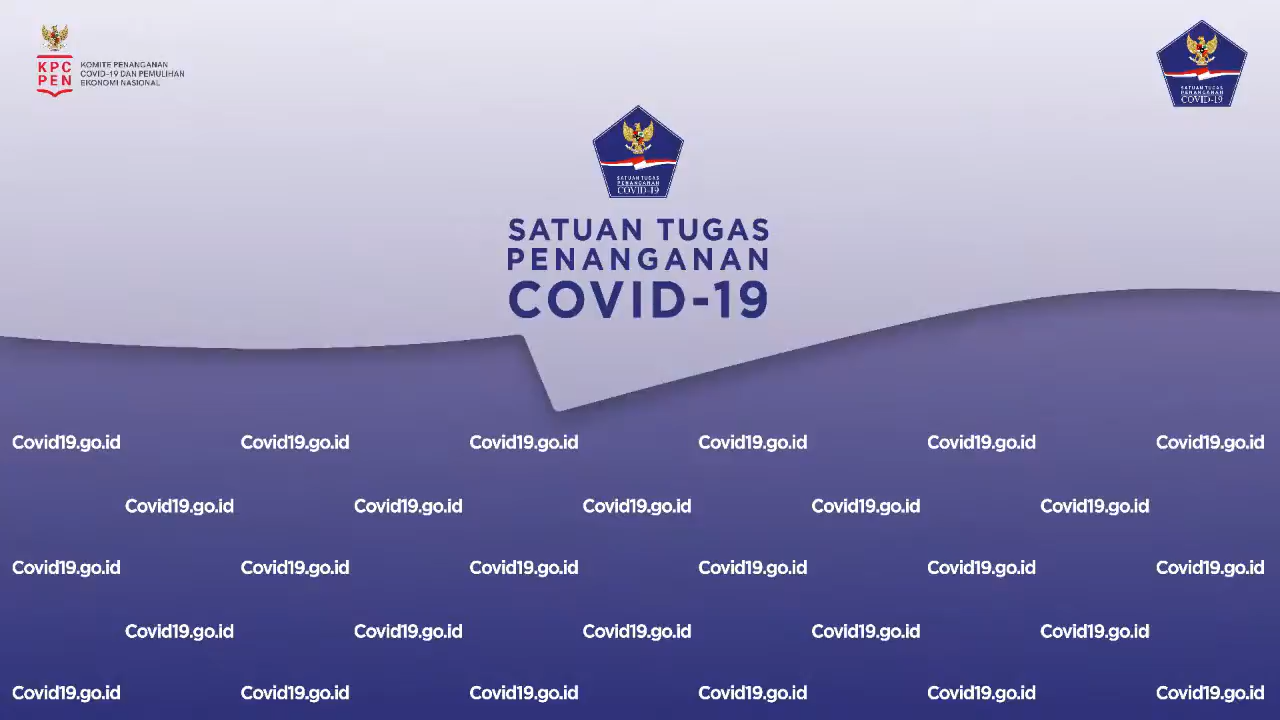 KPC
PEN
KOMITE PENANGANAN
COVID-19 DAN PEMULIHAN
EKONOMI NASIONAL
SATUAN TUGAS
PENANGANAN
COVID-19
SATUAN TUGAS
PENANGANAN
COVID-19
SATUAN TUGAS
PENANGANAN
COVID-19
Covid19.go.id Covid19.go.id Covid19.go.id Covid19.go.id Covid19.go.id Covid19.go.id
Covid19.go.id Covid19.go.id Covid19.go.id Covid19.go.id Covid19.go.id
Covid19.go.id Covid19.go.id Covid19.go.id Covid19.go.id Covid19.go.id Covid19.go.id
Covid19.go.id Covid19.go.id Covid19.go.id Covid19.go.id Covid19.go.id
Covid19.go.id Covid19.go.id Covid19.go.id Covid19.go.id Covid19.go.id Covid19.go.id